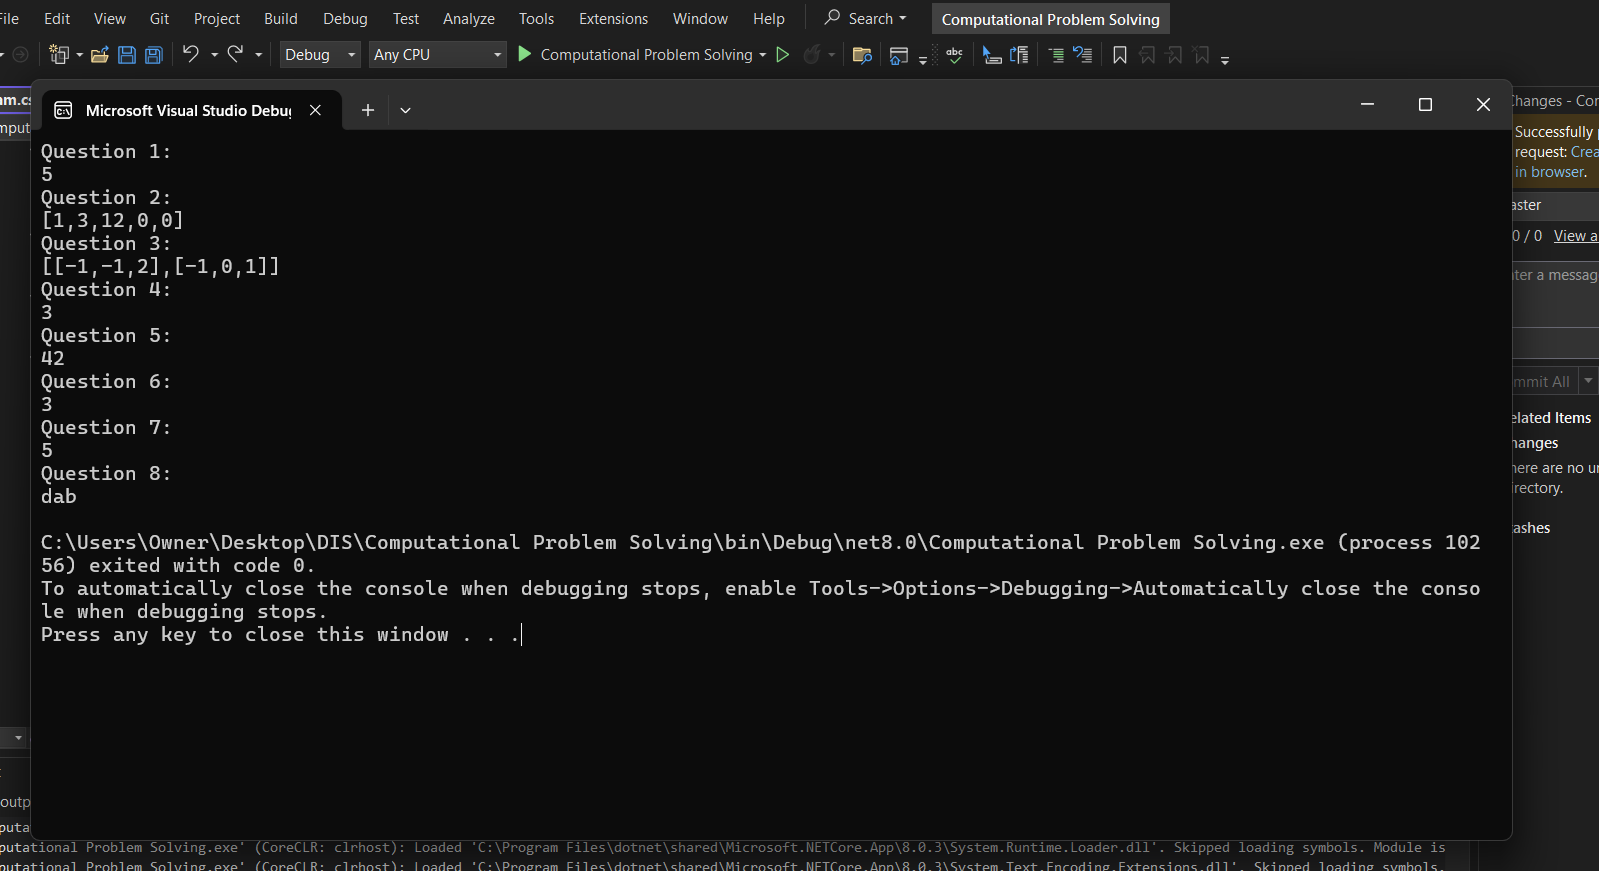 File Edit View Git Project Build Debug Test Analyze Tools Extensions Window Help Search Computational Problem Solving
Debug Any CPU Computational Problem Solving
Microsoft Visual Studio Debug
Question 1:
5
Question 2:
[1,3,12,0,0]
Question 3:
[[-1,-1,2],[-1,0,1]]
Question 4:
3
Question 5:
42
Question 6:
3
Question 7:
5
Question 8:
dab
C:\Users\Owner\Desktop\DIS\Computational Problem Solving\bin\Debug\net8.0\Computational Problem Solving.exe (process 102
56) exited with code 0.
To automatically close the console when debugging stops, enable Tools->Options->Debugging->Automatically close the conso
le when debugging stops.
Press any key to close this window . . .
Changes - Con
Successfully
request: Crea
in browser.
aster
0 / 0 View a
ter a messag
mmit All
elated Items
hanges
here are no un
irectory.
ashes
outp
puta
putational Problem Solving.exe' (CoreCLR: clrhost): Loaded 'C:\Program Files\dotnet\shared\Microsoft.NETCore.App\8.0.3\System.Runtime.Loader.dll'. Skipped loading symbols. Module is
putational Problem Solving.exe' (CoreCLR: clrhost): Loaded 'C:\Program Files\dotnet\shared\Microsoft.NETCore.App\8.0.3\System.Text.Encoding.Extensions.dll'. Skipped loading symbols.